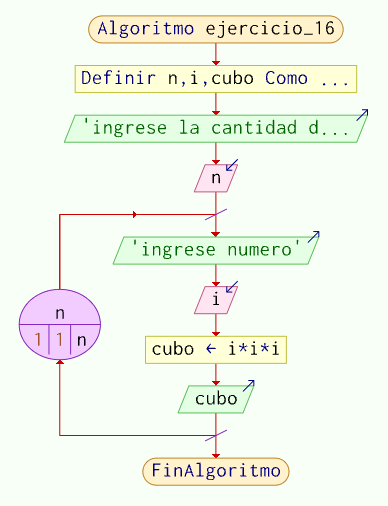 Algoritmo ejercicio_16
Definir n,i,cubo Como ...
'ingrese la cantidad d...
n
'ingrese numero'
i
n
1 1 n
cubo ← i*i*i
cubo
FinAlgoritmo